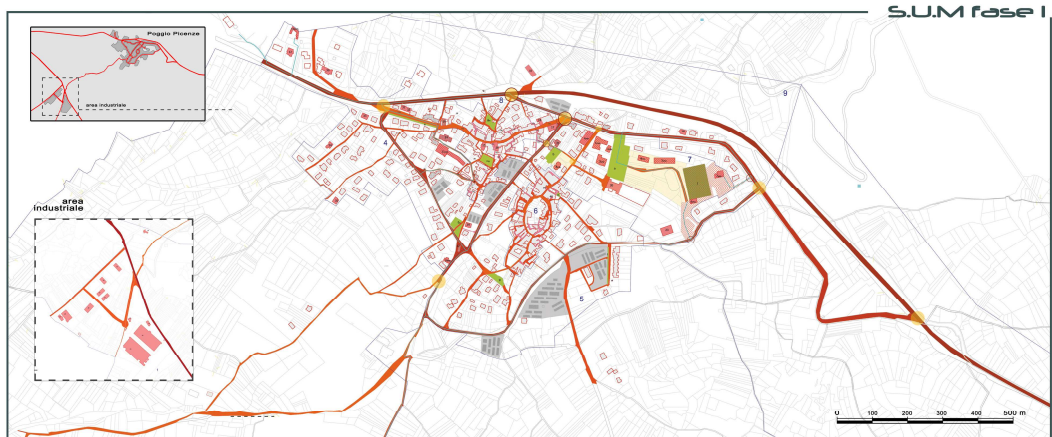 S.U.M fase I
Poggio Picenze
area industriale
9
8
4
7
6
5
area
industriale
0 100 200 300 400 500 m